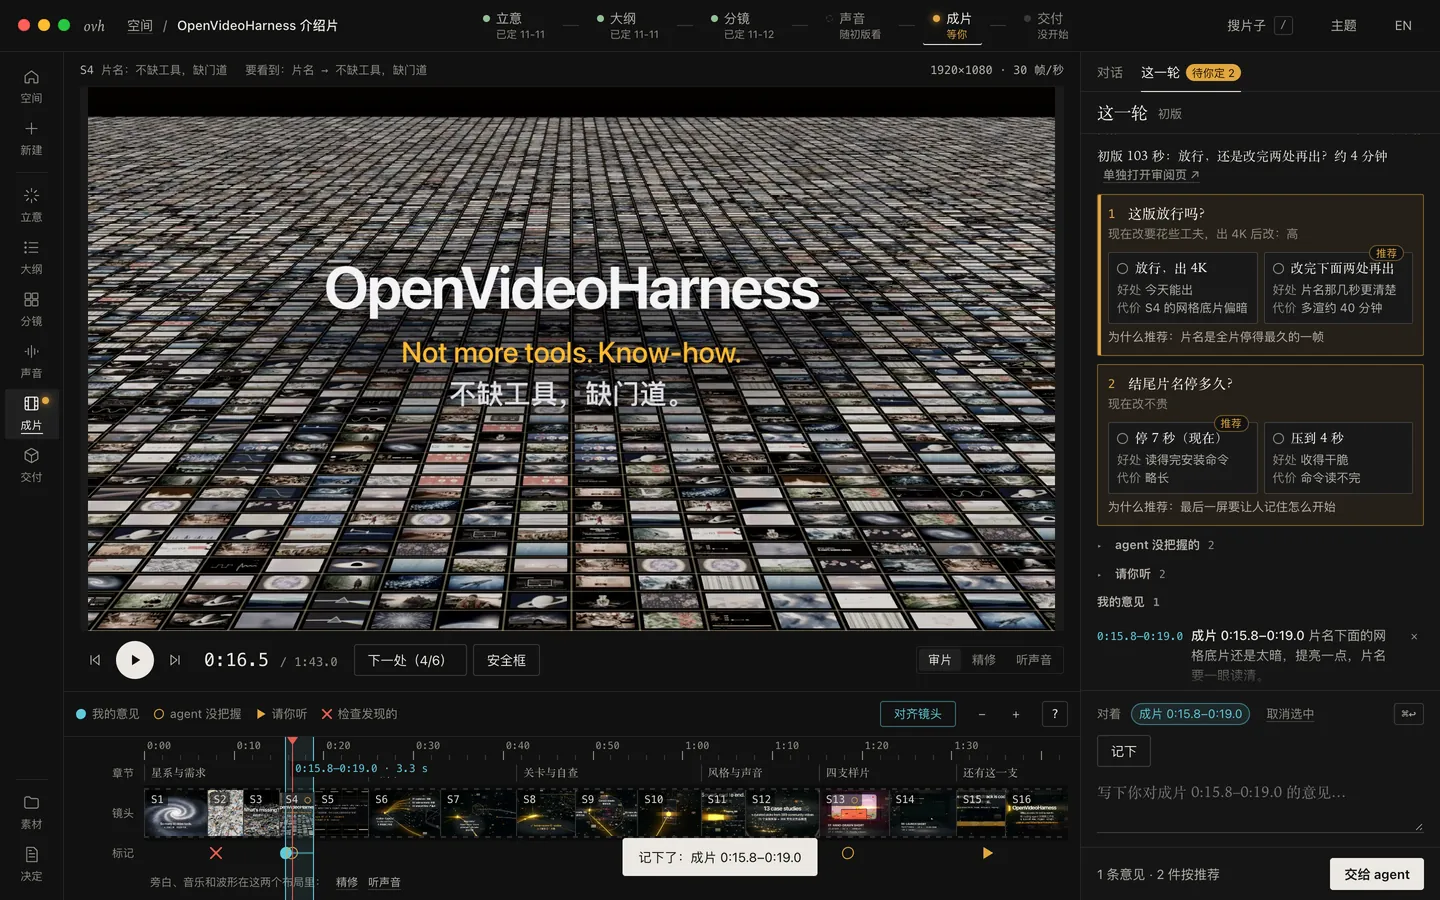 ovh
空间 / OpenVideoHarness 介绍片
立意
已定 11-11
大纲
已定 11-11
分镜
已定 11-12
声音
随初版看
成片
等你
交付
没开始
搜片子 /
主题
EN
空间
新建
立意
大纲
分镜
声音
成片
交付
素材
决定
S4 片名：不缺工具，缺门道 要看到：片名 → 不缺工具，缺门道
1920×1080 · 30 帧/秒
OpenVideoHarness
Not more tools. Know-how.
不缺工具，缺门道。
0:16.5 / 1:43.0
下一处（4/6）
安全框
审片
精修
听声音
我的意见
agent 没把握
请你听
检查发现的
对齐镜头
−
+
?
0:00 0:10 0:20 0:30 0:40 0:50 1:00 1:10 1:20 1:30
0:15.8–0:19.0 · 3.3 s
章节
星系与需求
关卡与自查
风格与声音
四支样片
还有这一支
镜头
S1 S2 S3 S4 S5 S6 S7 S8 S9 S10 S11 S12 S13 S14 S15 S16
13 case studies
标记
记下了：成片 0:15.8–0:19.0
旁白、音乐和波形在这两个布局里： 精修 听声音
对话
这一轮 待你定 2
这一轮 初版
初版 103 秒：放行，还是改完两处再出？约 4 分钟
单独打开审阅页 ↗
1 这版放行吗？
现在改要花些工夫，出 4K 后改：高
放行，出 4K
好处 今天能出
代价 S4 的网格底片偏暗
推荐
改完下面两处再出
好处 片名那几秒更清楚
代价 多渲约 40 分钟
为什么推荐：片名是全片停得最久的一帧
2 结尾片名停多久？
现在改不贵
推荐
停 7 秒（现在）
好处 读得完安装命令
代价 略长
压到 4 秒
好处 收得干脆
代价 命令读不完
为什么推荐：最后一屏要让人记住怎么开始
agent 没把握的 2
请你听 2
我的意见 1
0:15.8–0:19.0 成片 0:15.8–0:19.0 片名下面的网
格底片还是太暗，提亮一点，片名
要一眼读清。
×
对着 成片 0:15.8–0:19.0 取消选中
⌘↩
记下
写下你对成片 0:15.8–0:19.0 的意见…
1 条意见 · 2 件按推荐
交给 agent